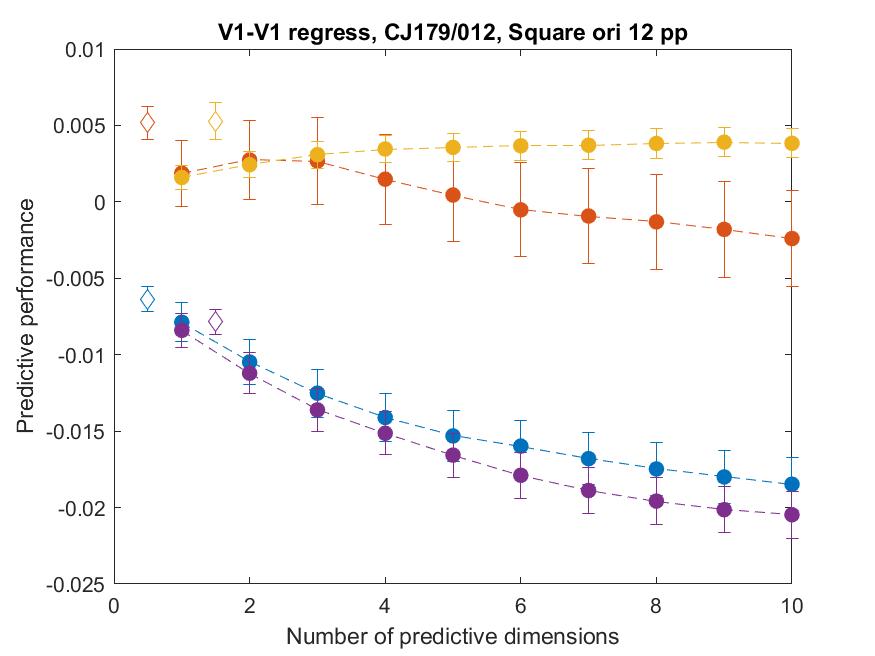 V1-V1 regress, CJ179/012, Square ori 12 pp
0.01
0.005
0
-0.005
-0.01
-0.015
-0.02
-0.025
Predictive performance
0 2 4 6 8 10
Number of predictive dimensions